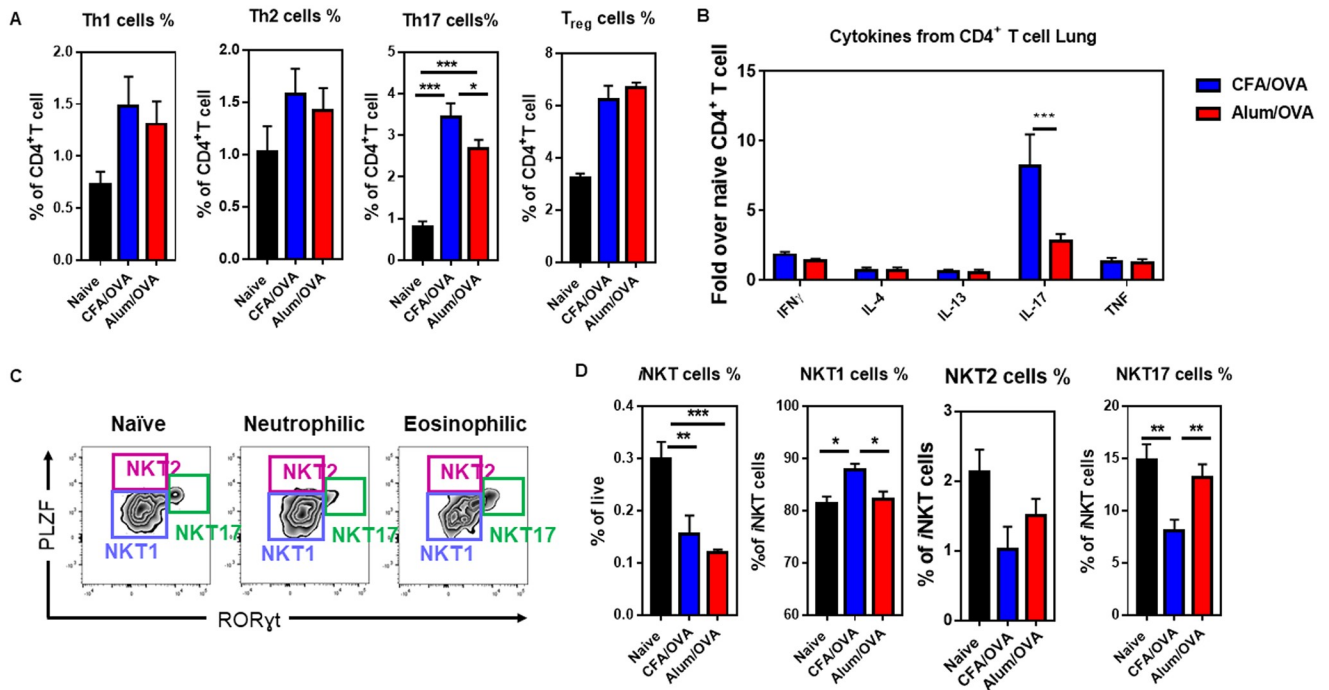 A
Th1 cells %
Th2 cells %
Th17 cells%
Treg cells %
% of CD4+T cell
2.0
1.5
1.0
0.5
0.0
Naive
CFA/OVA
Alum/OVA
% of CD4+T cell
2.0
1.5
1.0
0.5
0.0
Naive
CFA/OVA
Alum/OVA
% of CD4+T cell
5
4
3
2
1
0
***
***
*
Naive
CFA/OVA
Alum/OVA
% of CD4+T cell
8
6
4
2
0
Naive
CFA/OVA
Alum/OVA
B
Cytokines from CD4+ T cell Lung
Fold over naive CD4+ T cell
15
10
5
0
***
IFNγ
IL-4
IL-13
IL-17
TNF
CFA/OVA
Alum/OVA
C
Naïve
Neutrophilic
Eosinophilic
PLZF
NKT2
NKT17
NKT1
NKT2
NKT17
NKT1
NKT2
NKT17
NKT1
RORɣt
D
iNKT cells %
NKT1 cells %
NKT2 cells %
NKT17 cells %
% of live
0.4
0.3
0.2
0.1
0.0
***
**
Naive
CFA/OVA
Alum/OVA
%of iNKT cells
100
90
80
70
60
*
*
Naive
CFA/OVA
Alum/OVA
% of iNKT cells
3
2
1
0
Naive
CFA/OVA
Alum/OVA
% of iNKT cells
20
15
10
5
0
**
**
Naive
CFA/OVA
Alum/OVA